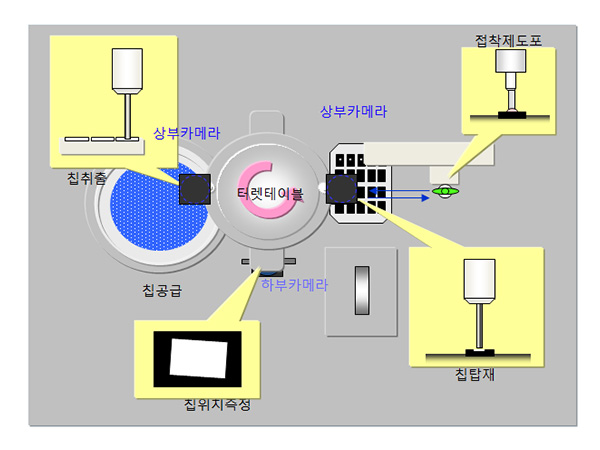 접착제도포
상부카메라
상부카메라
칩취출
터렛테이블
칩공급
하부카메라
칩탑재
칩위치측정